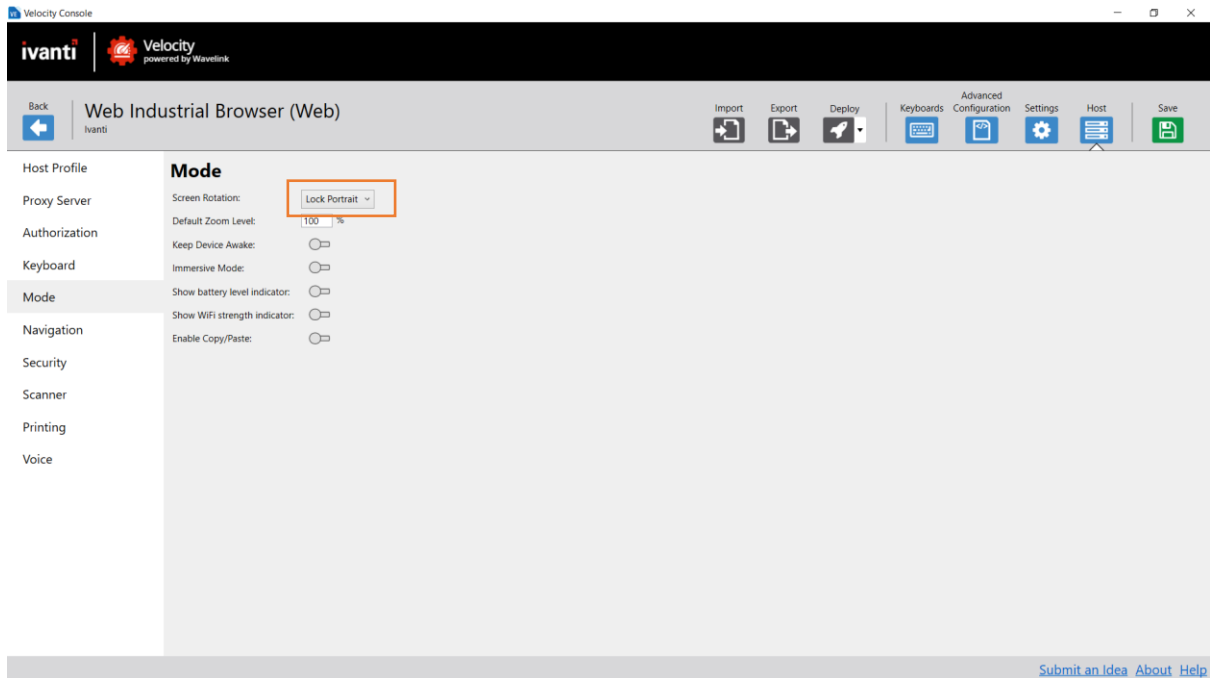 Velocity Console
ivanti
Velocity
powered by Wavelink
Back
Web Industrial Browser (Web)
Ivanti
Import
Export
Deploy
Keyboards
Advanced
Configuration
Settings
Host
Save
Host Profile
Proxy Server
Authorization
Keyboard
Mode
Navigation
Security
Scanner
Printing
Voice
Mode
Screen Rotation: Lock Portrait
Default Zoom Level: 100 %
Keep Device Awake:
Immersive Mode:
Show battery level indicator:
Show WiFi strength indicator:
Enable Copy/Paste:
Submit an Idea About Help